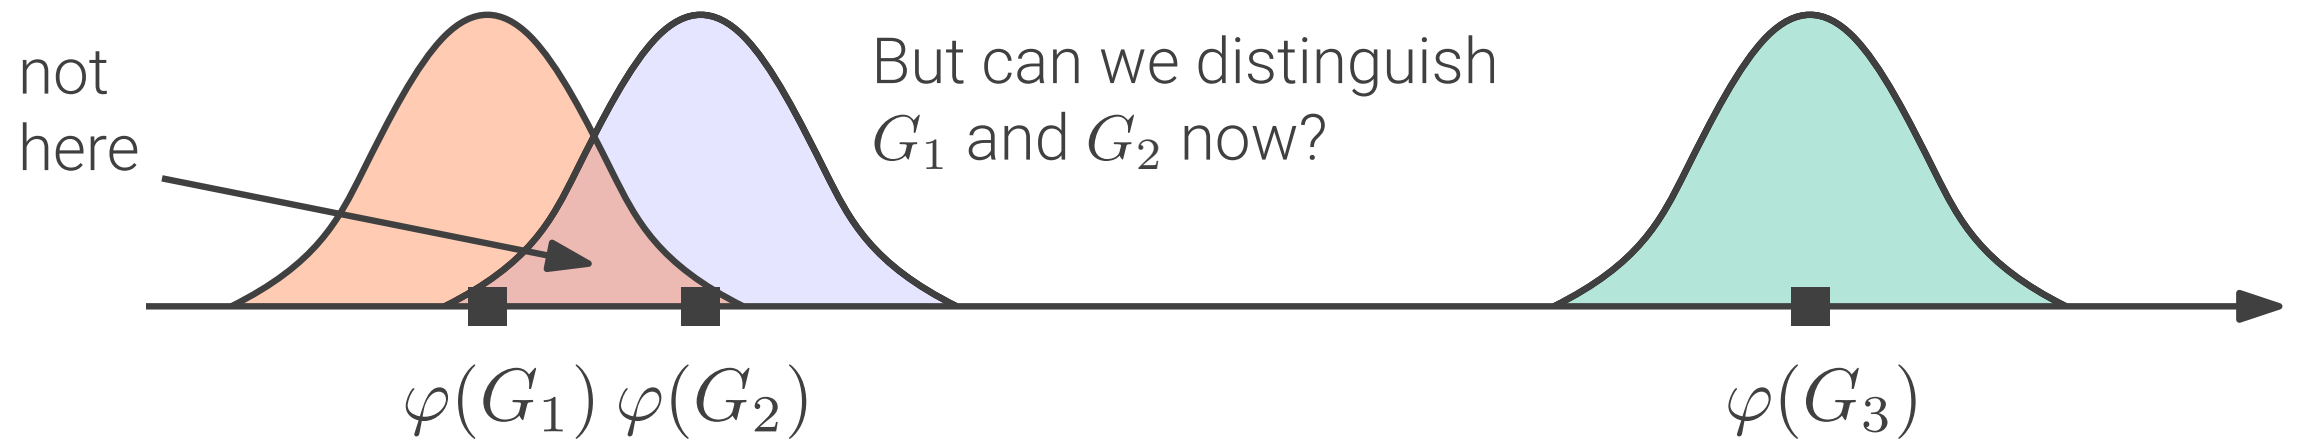 not
here
But can we distinguish
G₁ and G₂ now?
φ(G₁) φ(G₂) φ(G₃)